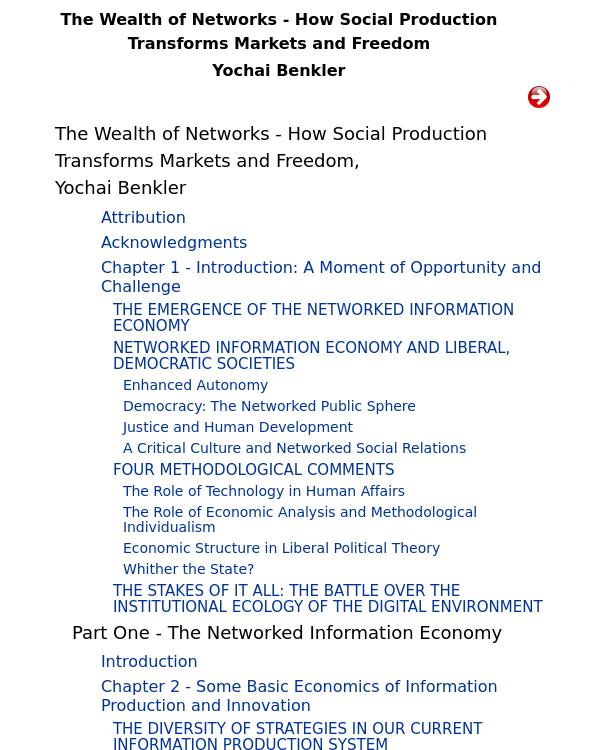 The Wealth of Networks - How Social Production
Transforms Markets and Freedom
Yochai Benkler
The Wealth of Networks - How Social Production
Transforms Markets and Freedom,
Yochai Benkler
Attribution
Acknowledgments
Chapter 1 - Introduction: A Moment of Opportunity and
Challenge
THE EMERGENCE OF THE NETWORKED INFORMATION
ECONOMY
NETWORKED INFORMATION ECONOMY AND LIBERAL,
DEMOCRATIC SOCIETIES
Enhanced Autonomy
Democracy: The Networked Public Sphere
Justice and Human Development
A Critical Culture and Networked Social Relations
FOUR METHODOLOGICAL COMMENTS
The Role of Technology in Human Affairs
The Role of Economic Analysis and Methodological
Individualism
Economic Structure in Liberal Political Theory
Whither the State?
THE STAKES OF IT ALL: THE BATTLE OVER THE
INSTITUTIONAL ECOLOGY OF THE DIGITAL ENVIRONMENT
Part One - The Networked Information Economy
Introduction
Chapter 2 - Some Basic Economics of Information
Production and Innovation
THE DIVERSITY OF STRATEGIES IN OUR CURRENT
INFORMATION PRODUCTION SYSTEM